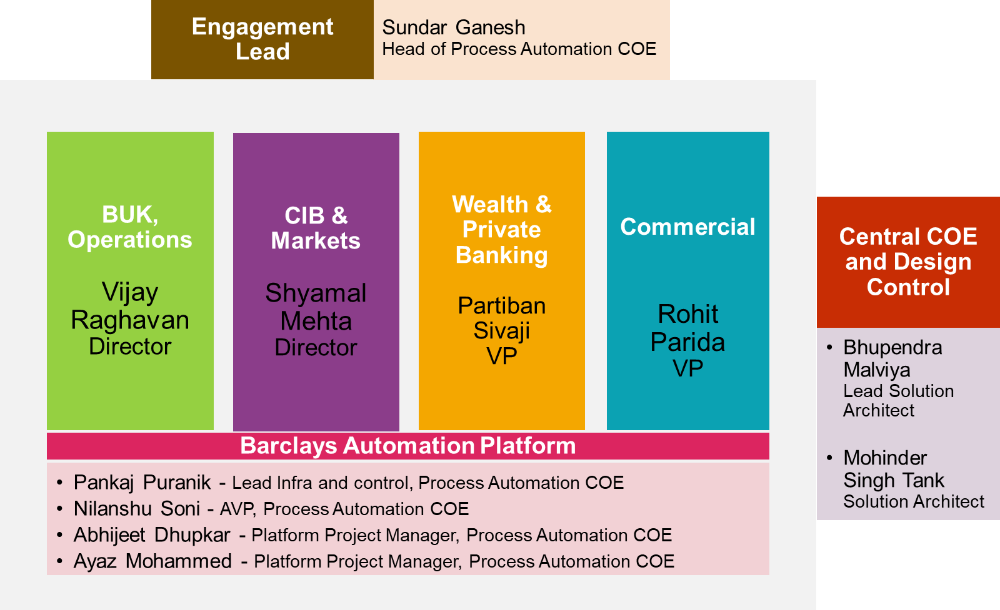 Engagement
Lead
Sundar Ganesh
Head of Process Automation COE
BUK,
Operations
Vijay
Raghavan
Director
CIB &
Markets
Shyamal
Mehta
Director
Wealth &
Private
Banking
Partiban
Sivaji
VP
Commercial
Rohit
Parida
VP
Central COE
and Design
Control
• Bhupendra
Malviya
Lead Solution
Architect
• Mohinder
Singh Tank
Solution Architect
Barclays Automation Platform
• Pankaj Puranik - Lead Infra and control, Process Automation COE
• Nilanshu Soni - AVP, Process Automation COE
• Abhijeet Dhupkar - Platform Project Manager, Process Automation COE
• Ayaz Mohammed - Platform Project Manager, Process Automation COE